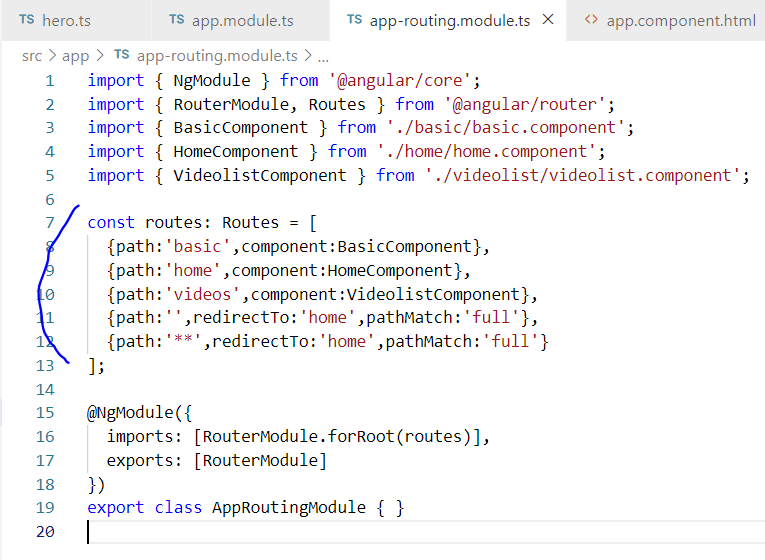 TS hero.ts
TS app.module.ts
TS app-routing.module.ts ×
<> app.component.html
src > app > TS app-routing.module.ts > ...
1 import { NgModule } from '@angular/core';
2 import { RouterModule, Routes } from '@angular/router';
3 import { BasicComponent } from './basic/basic.component';
4 import { HomeComponent } from './home/home.component';
5 import { VideolistComponent } from './videolist/videolist.component';
6
7 const routes: Routes = [
8   {path:'basic',component:BasicComponent},
9   {path:'home',component:HomeComponent},
10   {path:'videos',component:VideolistComponent},
11   {path:'',redirectTo:'home',pathMatch:'full'},
12   {path:'**',redirectTo:'home',pathMatch:'full'}
13 ];
14
15 @NgModule({
16   imports: [RouterModule.forRoot(routes)],
17   exports: [RouterModule]
18 })
19 export class AppRoutingModule { }
20